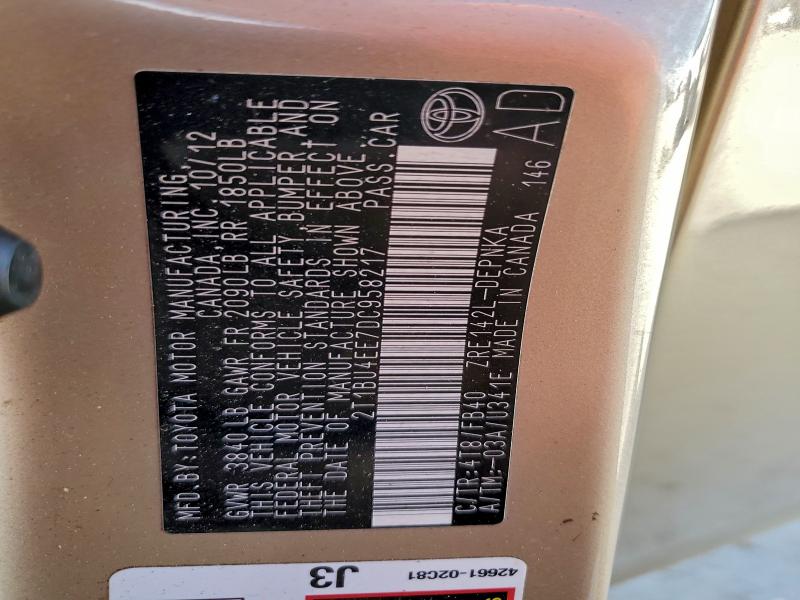 MFD.BY:TOYOTA MOTOR MANUFACTURING,
CANADA, INC. 10/12
GWR 3840LB GAWR FR 2090LB RR 1850LB
THIS VEHICLE CONFORMS TO ALL APPLICABLE
FEDERAL MOTOR VEHICLE SAFETY, BUMPER AND
THEFT PREVENTION STANDARDS IN EFFECT ON
THE DATE OF MANUFACTURE SHOWN ABOVE.
2T1BU4EE7DC958217 PASS.CAR
C/TR:4T8/FB40 ZRE142L-DEPNKA
A/TM:-03A/U341E MADE IN CANADA 146 AD
42661-02C81
J3